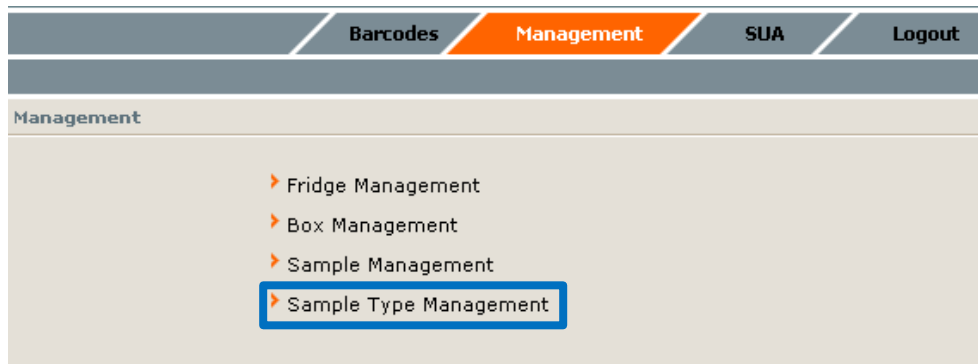 Barcodes Management SUA Logout
Management
Fridge Management
Box Management
Sample Management
Sample Type Management